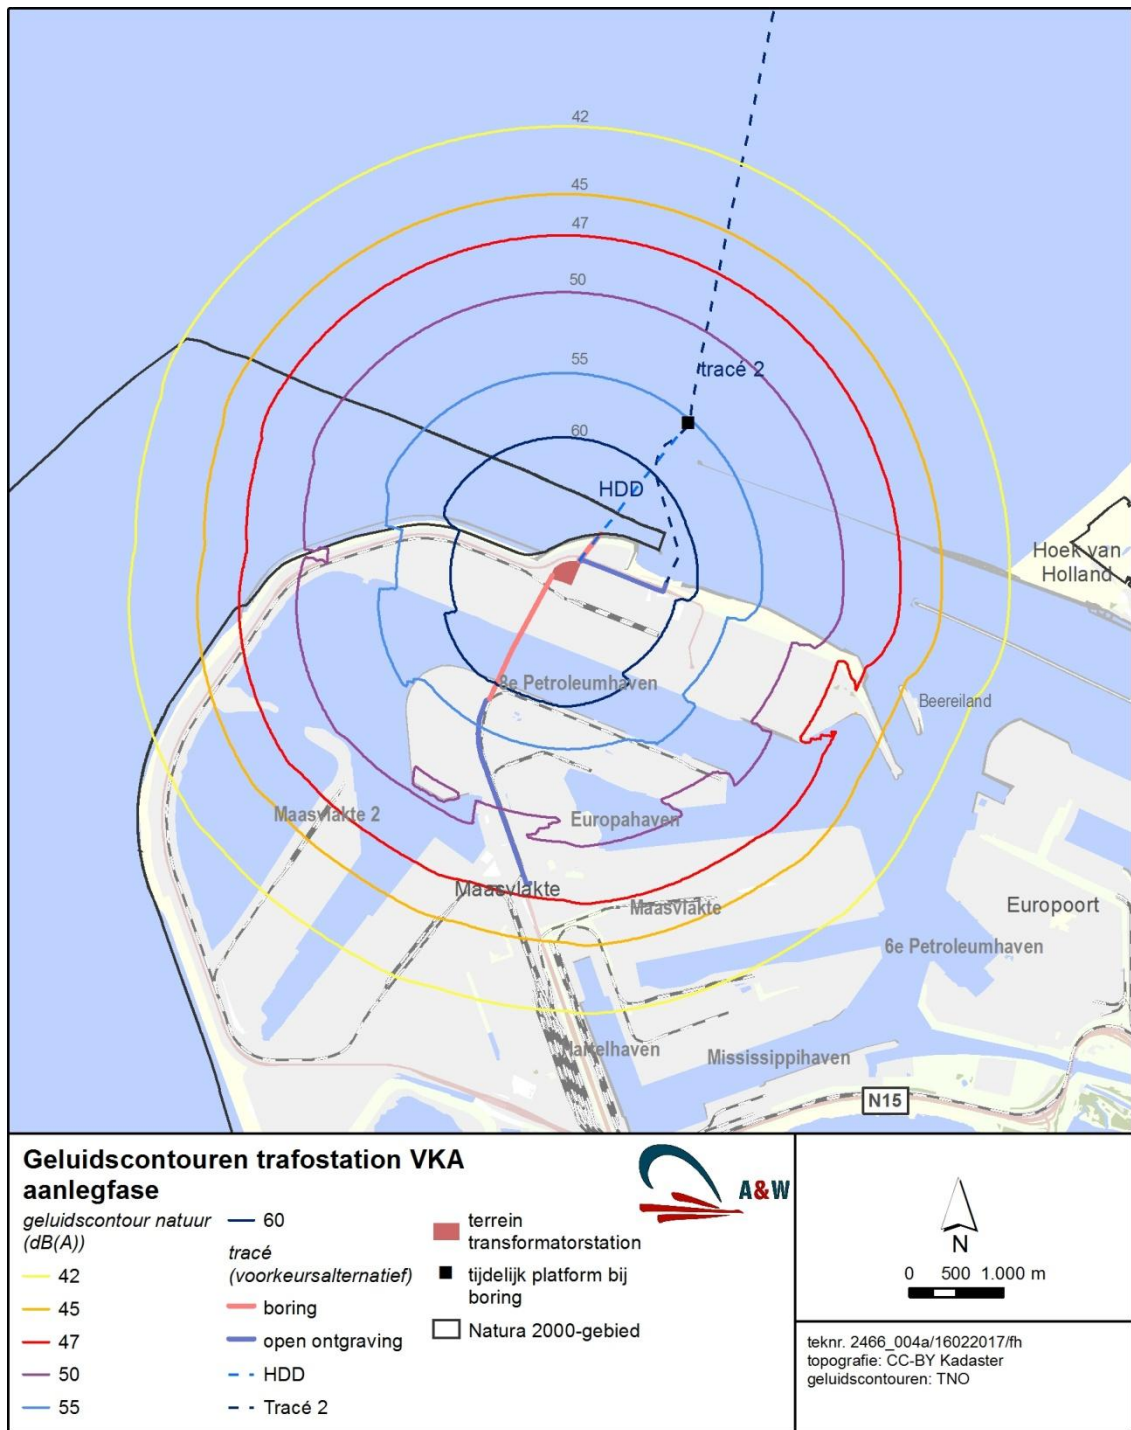 42
45
47
50
55
tracé 2
60
HDD
Hoek van
Holland
8e Petroleumhaven
Beereiland
Maasvlakte 2
Europahaven
Maasvlakte
Maasvlakte
Europoort
6e Petroleumhaven
Hartelhaven
Mississippihaven
N15
Geluidscontouren trafostation VKA
aanlegfase
geluidscontour natuur
(dB(A))
42
45
47
50
55
60
tracé
(voorkeursalternatief)
boring
open ontgraving
HDD
Tracé 2
terrein
transformatorstation
tijdelijk platform bij
boring
Natura 2000-gebied
A&W
N
0 500 1.000 m
teknr. 2466_004a/16022017/fh
topografie: CC-BY Kadaster
geluidscontouren: TNO